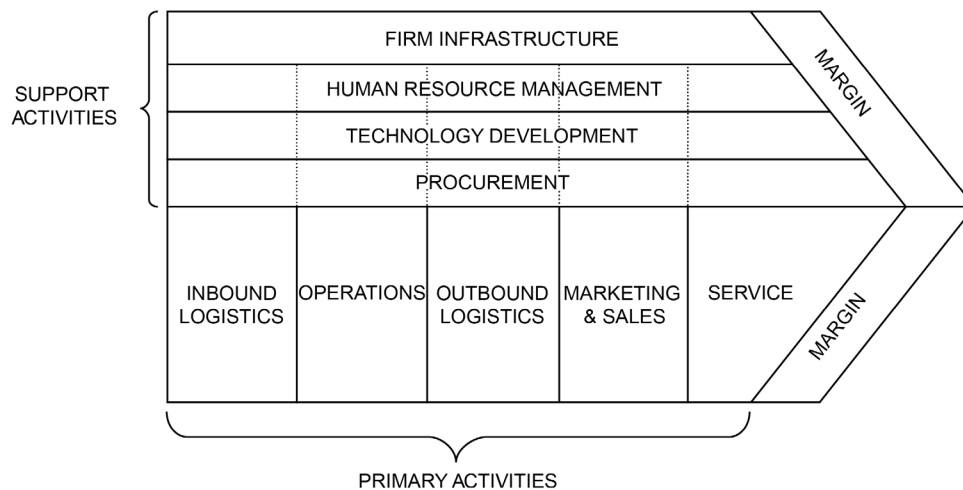 FIRM INFRASTRUCTURE
MARGIN
SUPPORT
ACTIVITIES
HUMAN RESOURCE MANAGEMENT
TECHNOLOGY DEVELOPMENT
PROCUREMENT
INBOUND
LOGISTICS
OPERATIONS
OUTBOUND
LOGISTICS
MARKETING
& SALES
SERVICE
MARGIN
PRIMARY ACTIVITIES